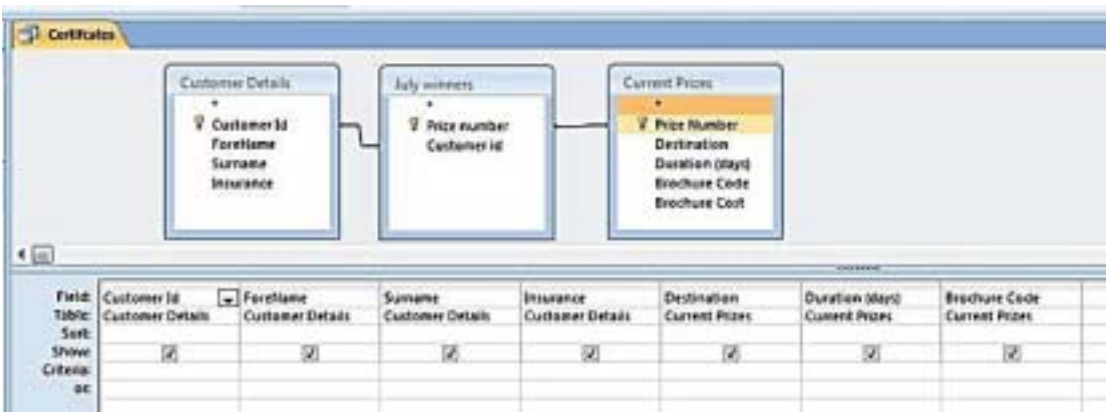 Certificates
Customer Details
*
Customer Id
ForeName
Surname
Insurance
July winners
*
Prize number
Customer id
Current Prizes
*
Prize Number
Destination
Duration (days)
Brochure Code
Brochure Cost
Field: Customer Id ForeName Surname Insurance Destination Duration (days) Brochure Code
Table: Customer Details Customer Details Customer Details Customer Details Current Prizes Current Prizes Current Prizes
Sort:
Show:
Criteria:
or: